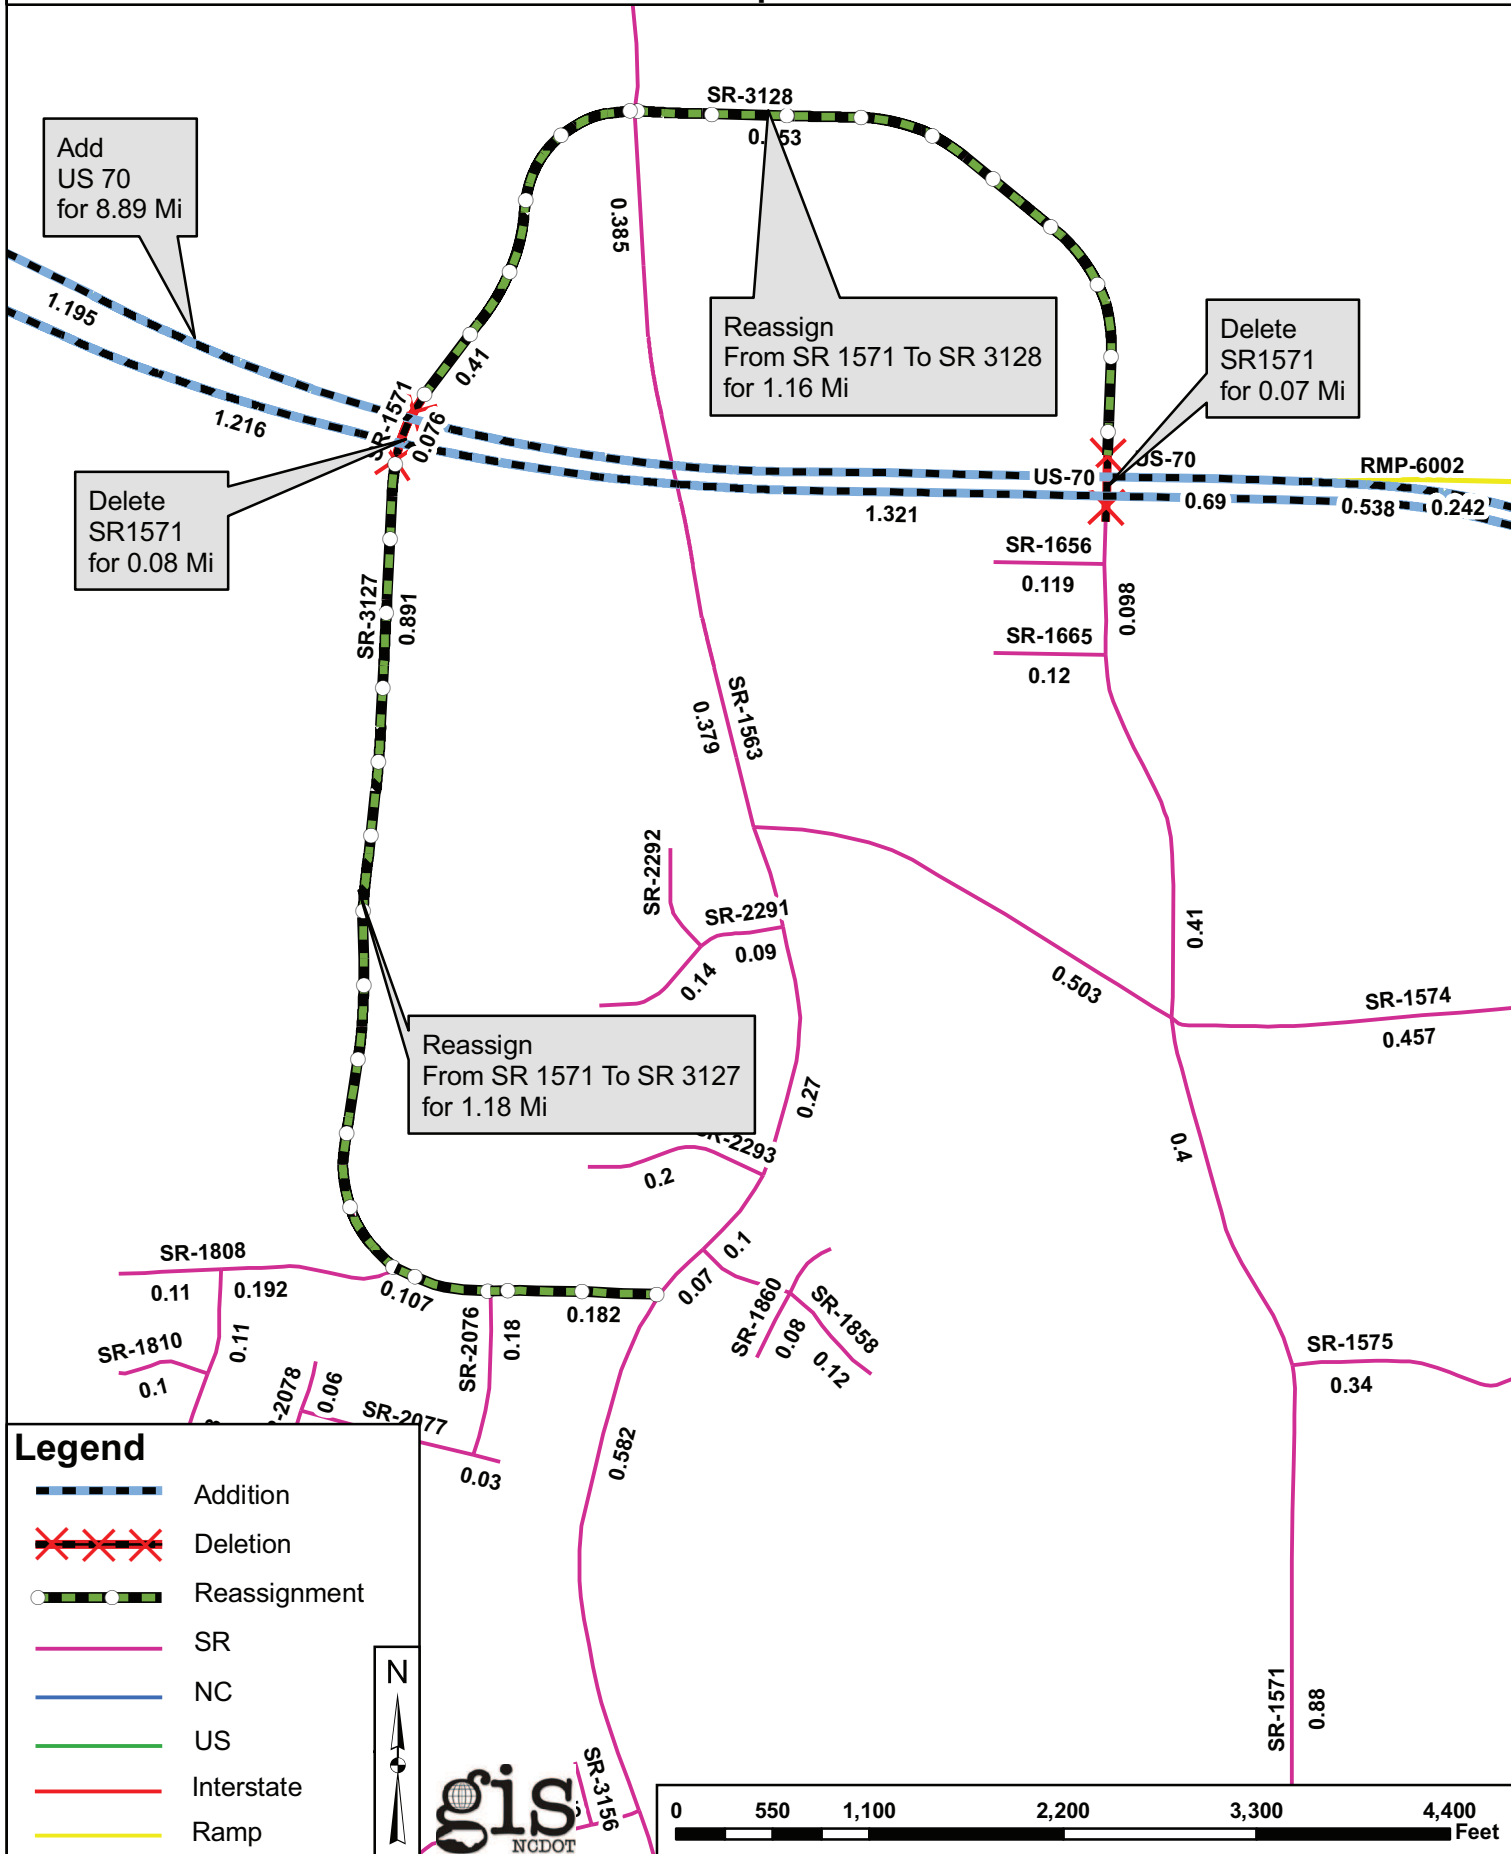 SR-3128
Add
US 70
for 8.89 Mi
0.385
1.195
Reassign
From SR 1571 To SR 3128
for 1.16 Mi
Delete
SR1571
for 0.07 Mi
0.41
SR-1571
0.076
1.216
US-70
US-70
RMP-6002
1.321
0.69
0.538
0.242
Delete
SR1571
for 0.08 Mi
SR-1656
0.119
0.098
SR-1665
0.12
SR-3127
0.891
SR-1563
0.379
SR-2292
SR-2291
0.09
0.14
0.41
0.503
SR-1574
0.457
Reassign
From SR 1571 To SR 3127
for 1.18 Mi
0.27
SR-2293
0.2
0.4
0.1
0.07
SR-1808
0.11
0.192
0.107
0.182
SR-1860
0.08
SR-1858
0.12
SR-1810
0.1
0.11
SR-2076
0.18
-2078
0.06
SR-2077
0.03
SR-1575
0.34
0.582
Legend
Addition
Deletion
Reassignment
SR
NC
US
Interstate
Ramp
N
gis
NCDOT
SR-3156
SR-1571
0.88
0 550 1,100 2,200 3,300 4,400
Feet